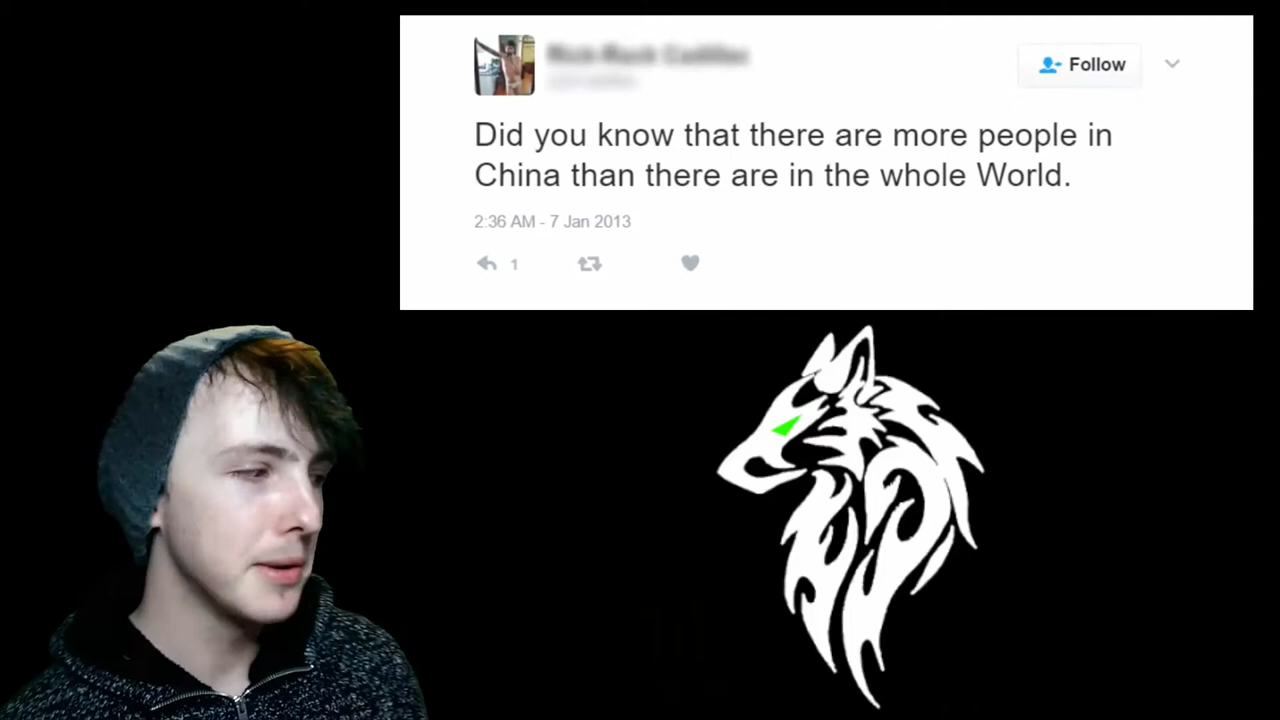 Follow
Did you know that there are more people in
China than there are in the whole World.
2:36 AM - 7 Jan 2013
1